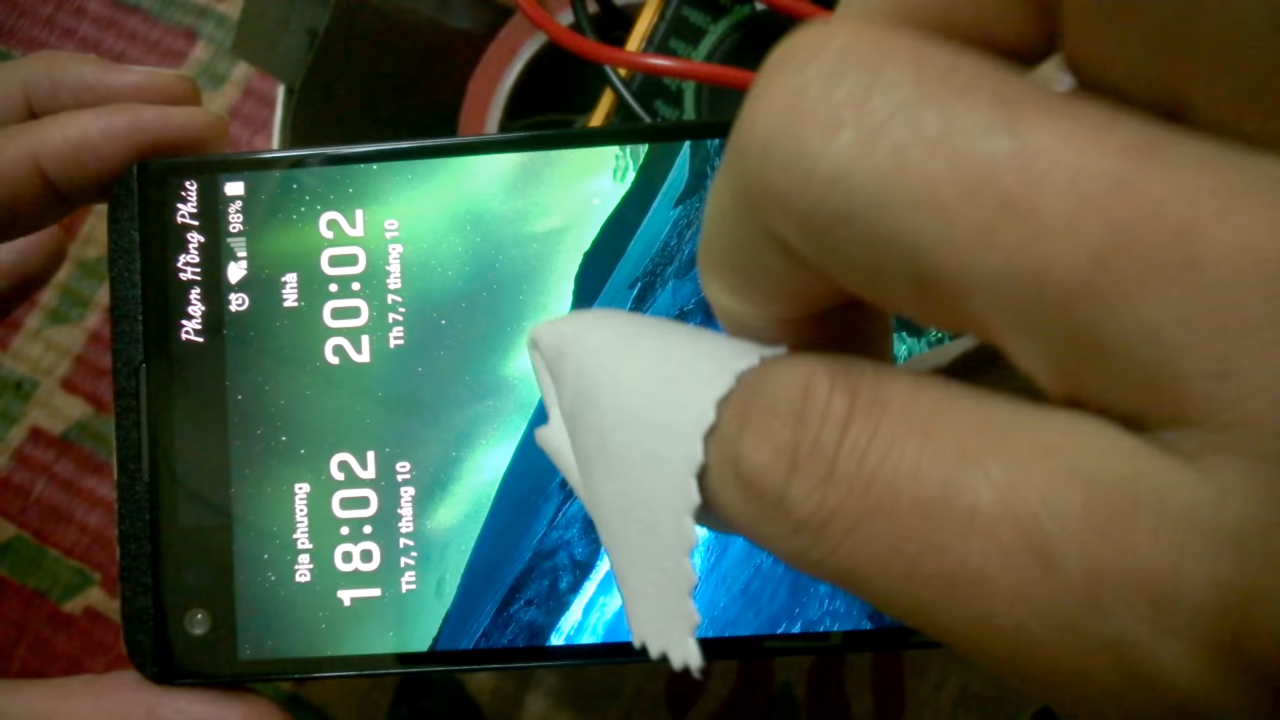 Phạm Hồng Phúc
98%
Địa phương
18:02
Th 7, 7 tháng 10
Nhà
20:02
Th 7, 7 tháng 10